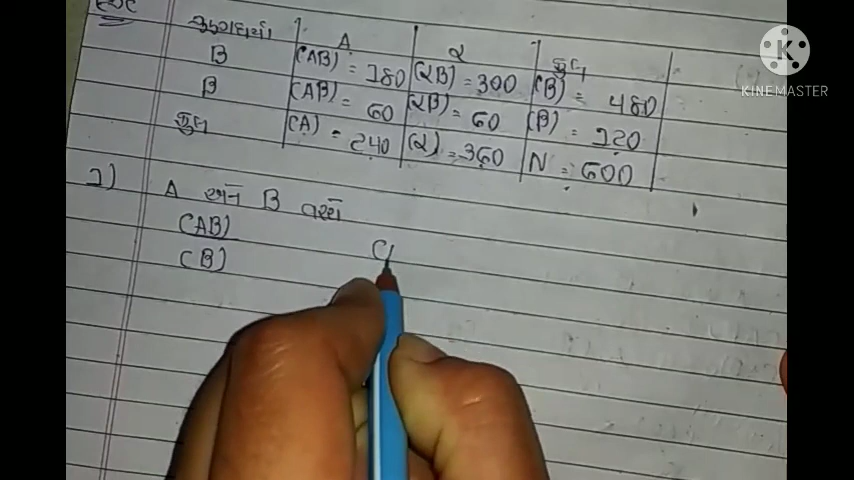 ગુણધર્મો A α કુલ
B (AB) = 180 (αB) = 300 (B) = 480
β (Aβ) = 60 (αβ) = 60 (β) = 120
કુલ (A) = 240 (α) = 360 N = 600
1) A અને B વચ્ચે
(AB)
(B)
K
KINEMASTER